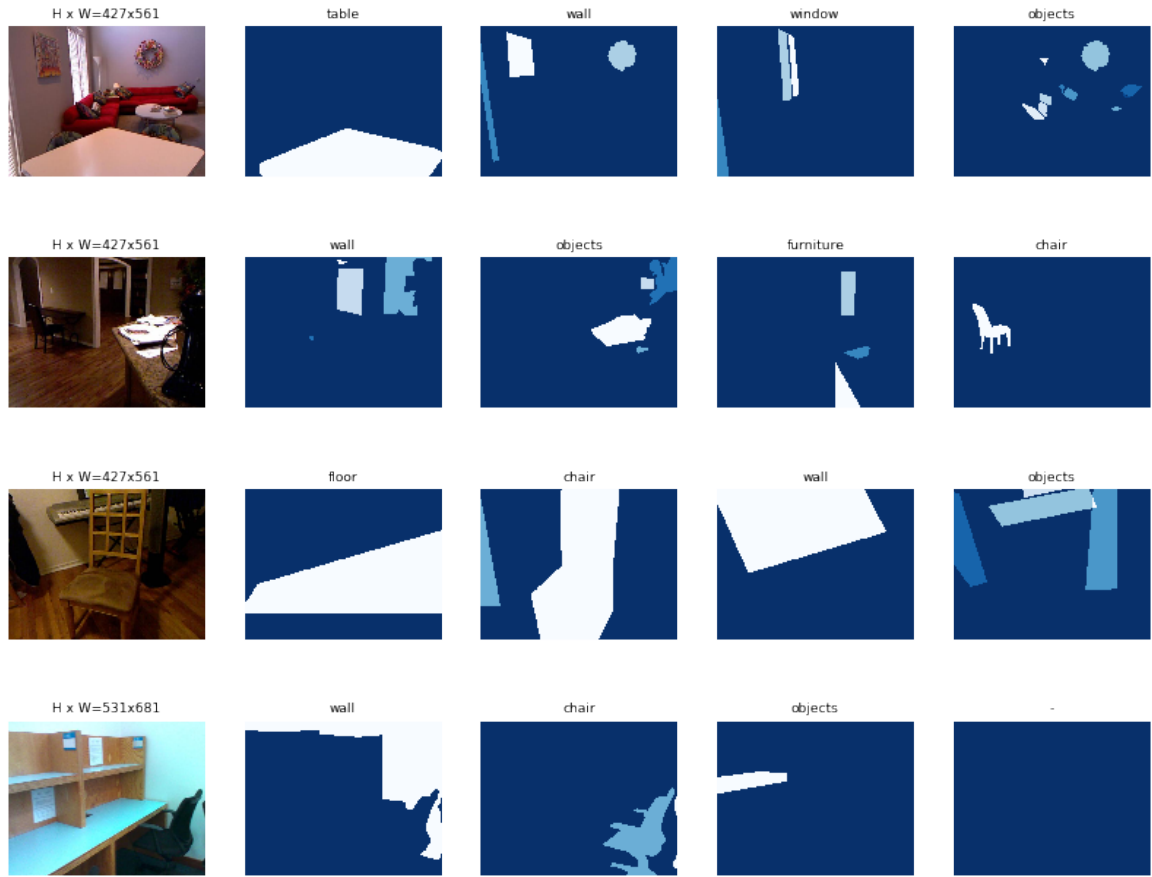 H x W=427x561 table wall window objects
H x W=427x561 wall objects furniture chair
H x W=427x561 floor chair wall objects
H x W=531x681 wall chair objects -